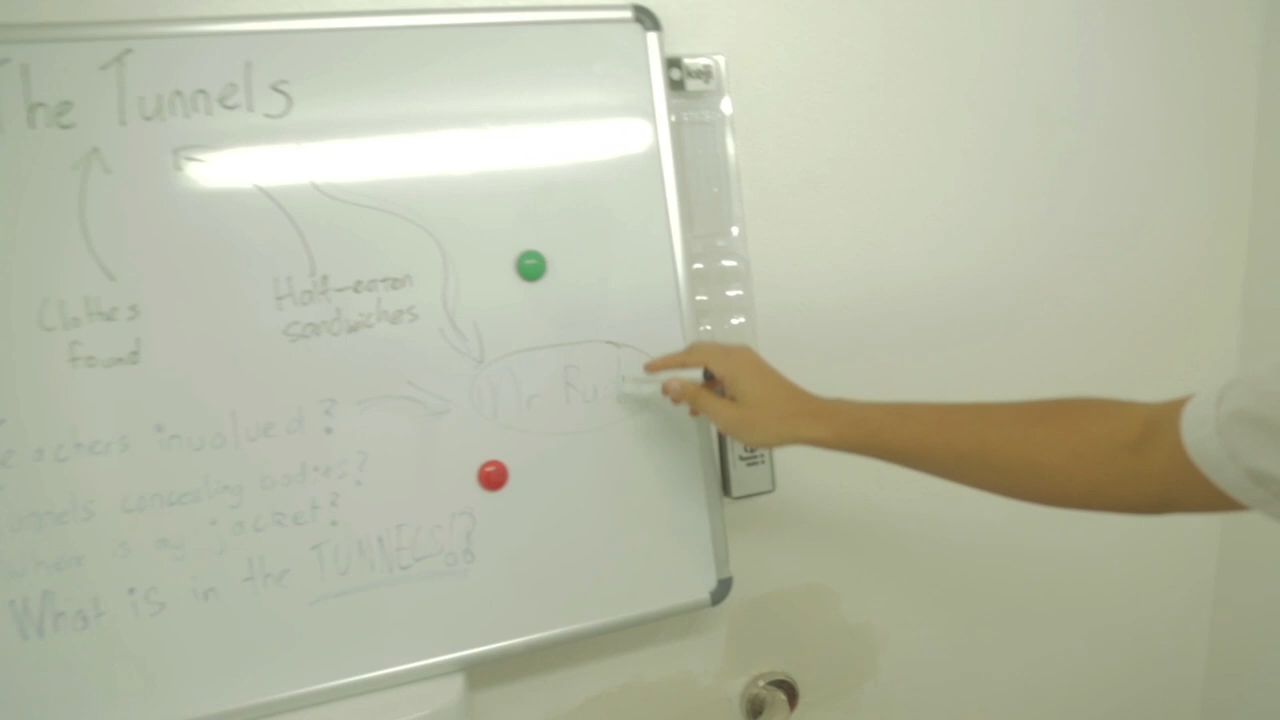 The Tunnels
Clothes
found
Half-eaten
sandwiches
Mr
Teachers involved?
Tunnels concealing bodies?
Where is my jacket?
What is in the TUNNELS!?
keji